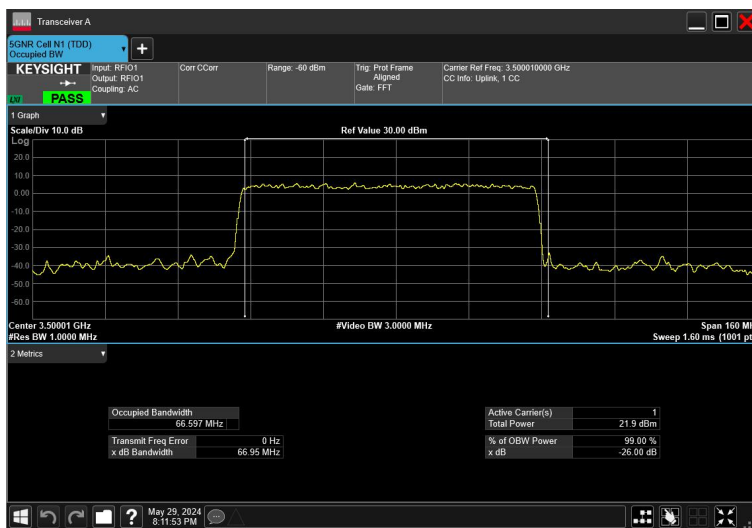 Transceiver A
5GNR Cell N1 (TDD)
Occupied BW
KEYSIGHT
LXI
PASS
Input: RFIO1
Output: RFIO1
Coupling: AC
Corr CCorr
Range: -60 dBm
Trig: Prot Frame
Aligned
Gate: FFT
Carrier Ref Freq: 3.500010000 GHz
CC Info: Uplink, 1 CC
1 Graph
Scale/Div 10.0 dB
Ref Value 30.00 dBm
Log
20.0
10.0
0.00
-10.0
-20.0
-30.0
-40.0
-50.0
-60.0
Center 3.50001 GHz
#Video BW 3.0000 MHz
Span 160 MH
#Res BW 1.0000 MHz
Sweep 1.60 ms (1001 pt
2 Metrics
Occupied Bandwidth
66.597 MHz
Transmit Freq Error 0 Hz
x dB Bandwidth 66.95 MHz
Active Carrier(s) 1
Total Power 21.9 dBm
% of OBW Power 99.00 %
x dB -26.00 dB
May 29, 2024
8:11:53 PM